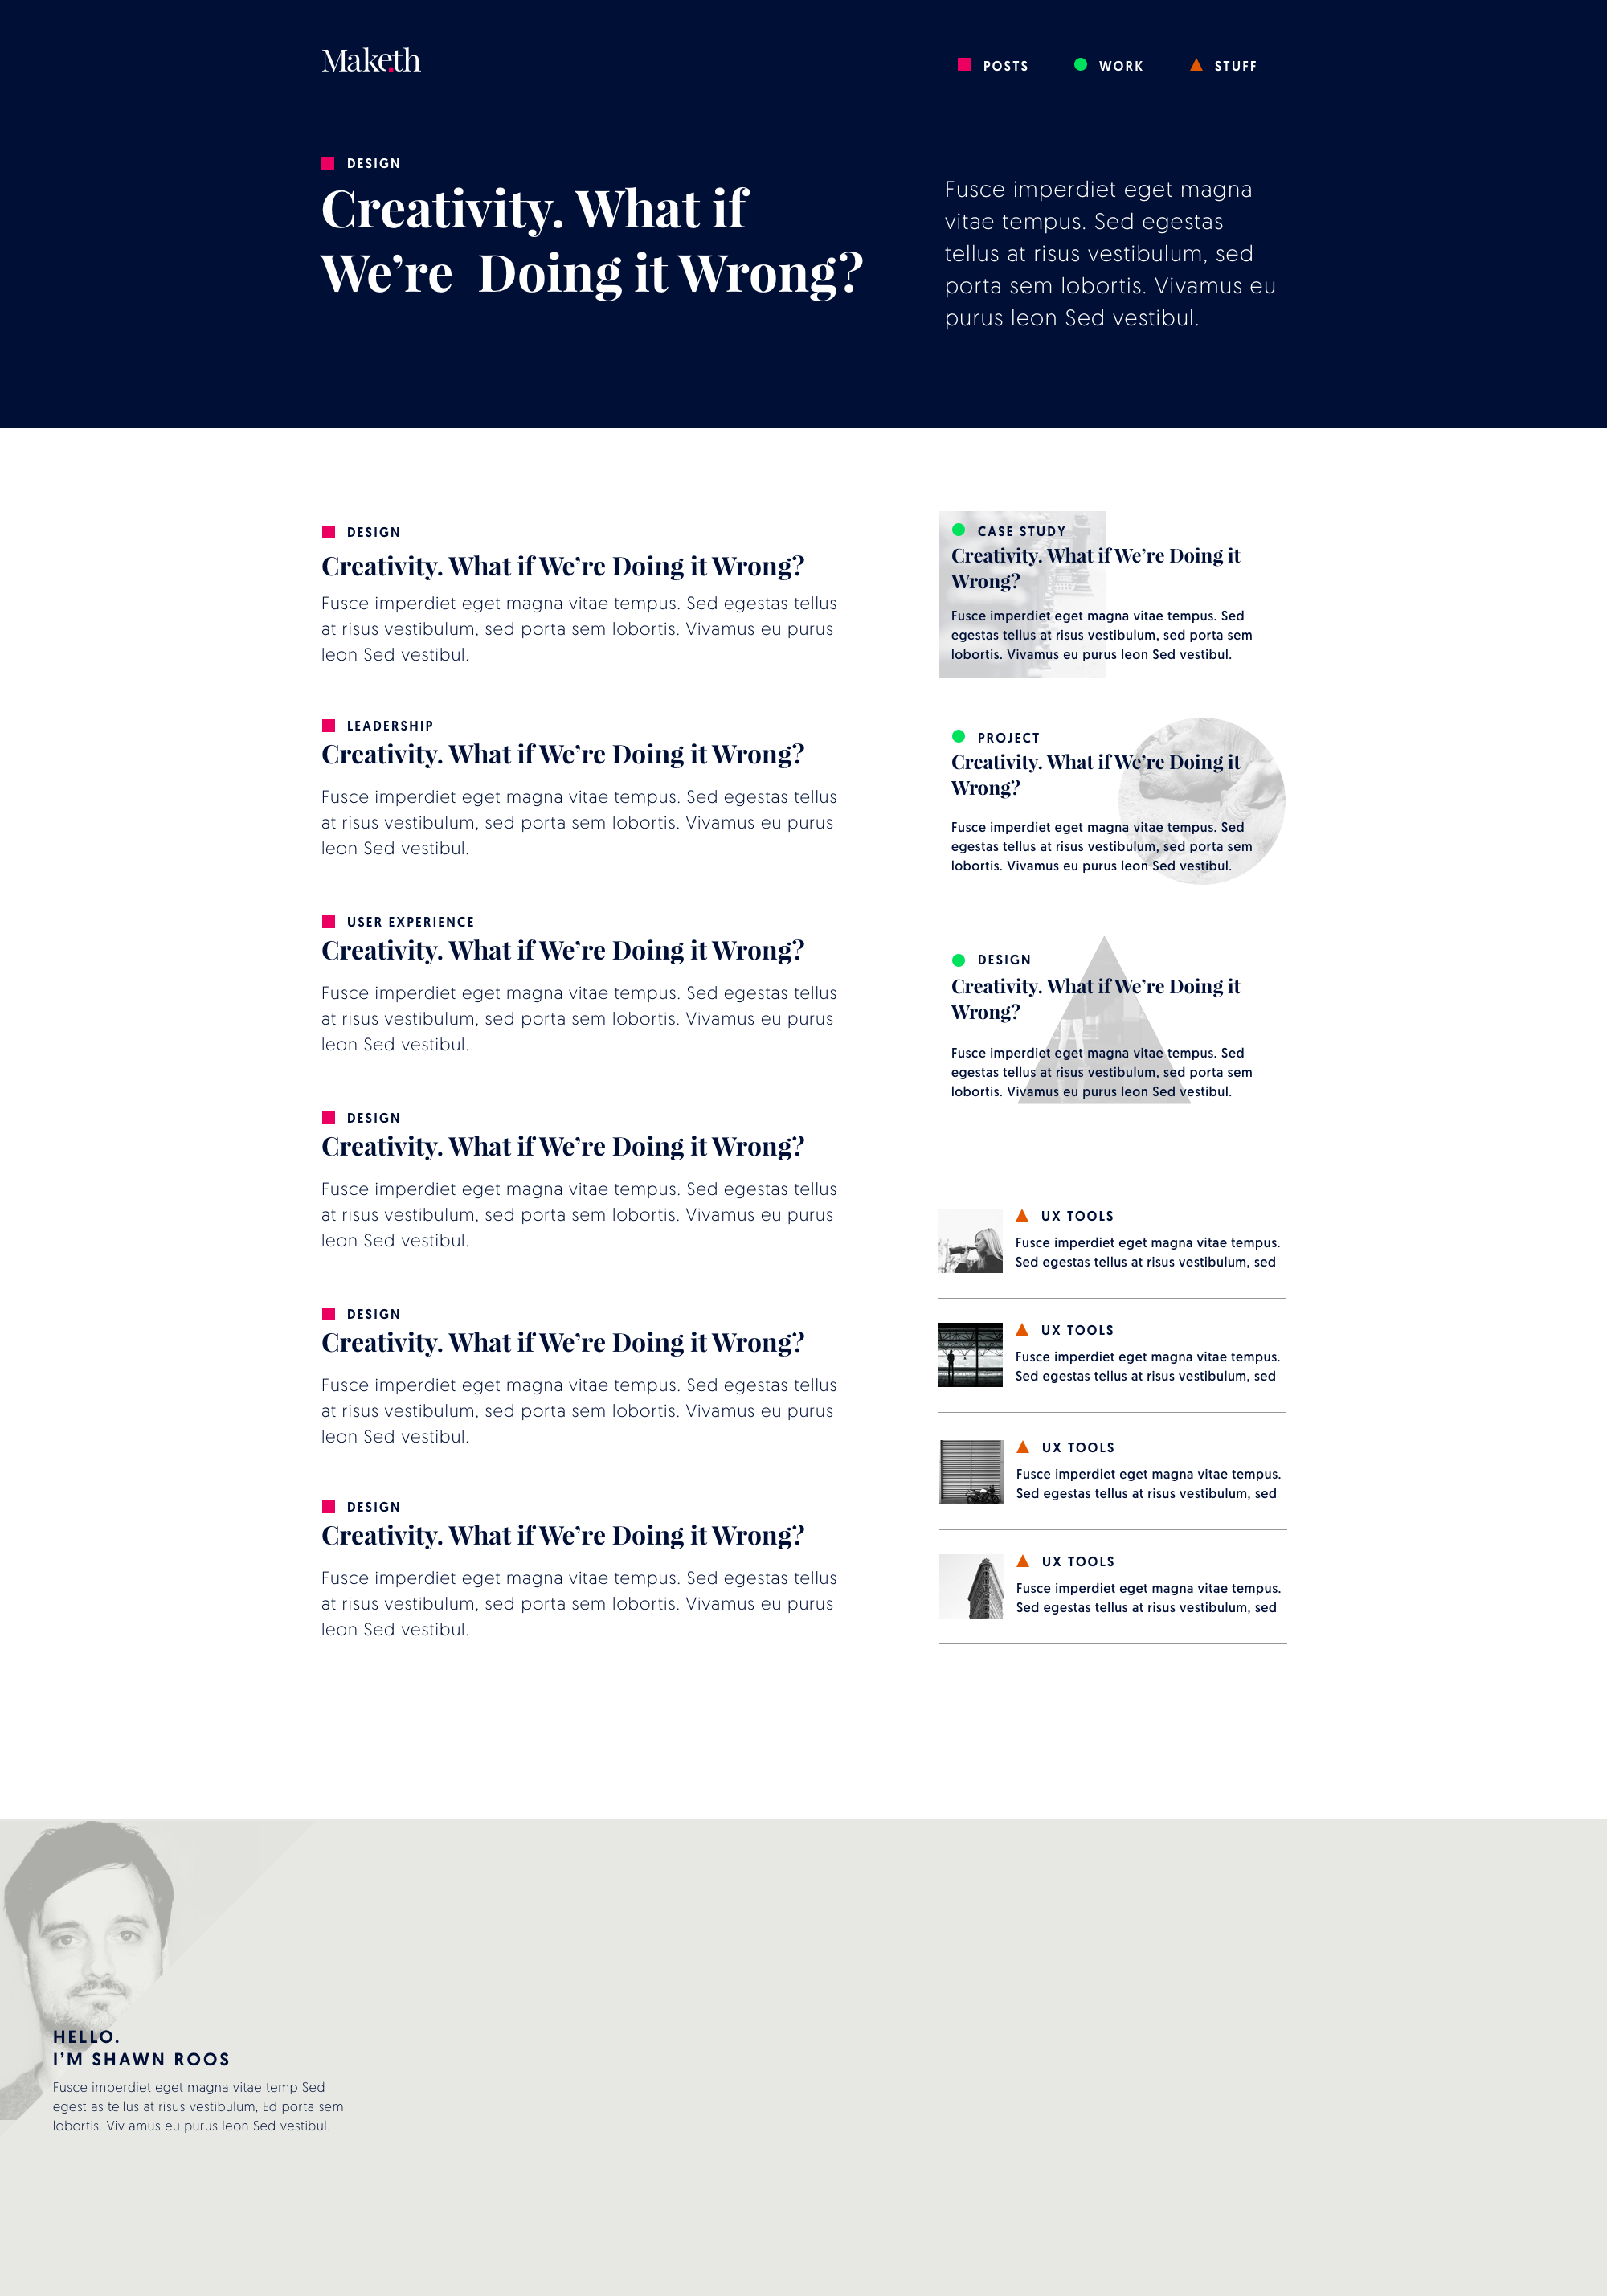 Maketh
POSTS
WORK
STUFF
DESIGN
Creativity. What if
We’re  Doing it Wrong?
Fusce imperdiet eget magna
vitae tempus. Sed egestas
tellus at risus vestibulum, sed
porta sem lobortis. Vivamus eu
purus leon Sed vestibul.
DESIGN
Creativity. What if We’re Doing it Wrong?
Fusce imperdiet eget magna vitae tempus. Sed egestas tellus
at risus vestibulum, sed porta sem lobortis. Vivamus eu purus
leon Sed vestibul.
LEADERSHIP
Creativity. What if We’re Doing it Wrong?
Fusce imperdiet eget magna vitae tempus. Sed egestas tellus
at risus vestibulum, sed porta sem lobortis. Vivamus eu purus
leon Sed vestibul.
USER EXPERIENCE
Creativity. What if We’re Doing it Wrong?
Fusce imperdiet eget magna vitae tempus. Sed egestas tellus
at risus vestibulum, sed porta sem lobortis. Vivamus eu purus
leon Sed vestibul.
DESIGN
Creativity. What if We’re Doing it Wrong?
Fusce imperdiet eget magna vitae tempus. Sed egestas tellus
at risus vestibulum, sed porta sem lobortis. Vivamus eu purus
leon Sed vestibul.
DESIGN
Creativity. What if We’re Doing it Wrong?
Fusce imperdiet eget magna vitae tempus. Sed egestas tellus
at risus vestibulum, sed porta sem lobortis. Vivamus eu purus
leon Sed vestibul.
DESIGN
Creativity. What if We’re Doing it Wrong?
Fusce imperdiet eget magna vitae tempus. Sed egestas tellus
at risus vestibulum, sed porta sem lobortis. Vivamus eu purus
leon Sed vestibul.
CASE STUDY
Creativity. What if We’re Doing it
Wrong?
Fusce imperdiet eget magna vitae tempus. Sed
egestas tellus at risus vestibulum, sed porta sem
lobortis. Vivamus eu purus leon Sed vestibul.
PROJECT
Creativity. What if We’re Doing it
Wrong?
Fusce imperdiet eget magna vitae tempus. Sed
egestas tellus at risus vestibulum, sed porta sem
lobortis. Vivamus eu purus leon Sed vestibul.
DESIGN
Creativity. What if We’re Doing it
Wrong?
Fusce imperdiet eget magna vitae tempus. Sed
egestas tellus at risus vestibulum, sed porta sem
lobortis. Vivamus eu purus leon Sed vestibul.
UX TOOLS
Fusce imperdiet eget magna vitae tempus.
Sed egestas tellus at risus vestibulum, sed
UX TOOLS
Fusce imperdiet eget magna vitae tempus.
Sed egestas tellus at risus vestibulum, sed
UX TOOLS
Fusce imperdiet eget magna vitae tempus.
Sed egestas tellus at risus vestibulum, sed
UX TOOLS
Fusce imperdiet eget magna vitae tempus.
Sed egestas tellus at risus vestibulum, sed
HELLO.
I’M SHAWN ROOS
Fusce imperdiet eget magna vitae temp Sed
egest as tellus at risus vestibulum, Ed porta sem
lobortis. Viv amus eu purus leon Sed vestibul.